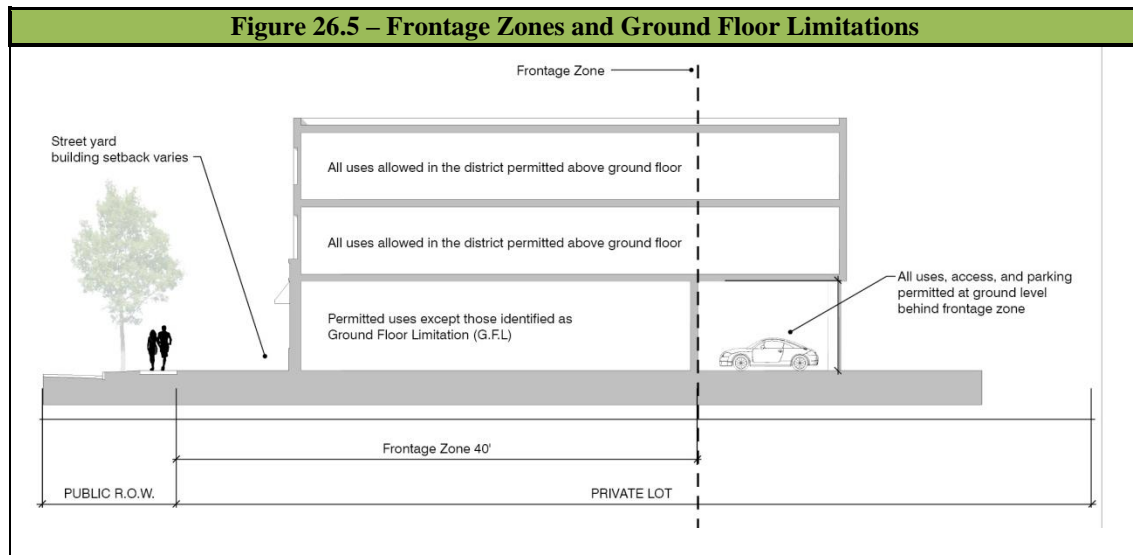 Figure 26.5 – Frontage Zones and Ground Floor Limitations
Frontage Zone
Street yard
building setback varies
All uses allowed in the district permitted above ground floor
All uses allowed in the district permitted above ground floor
All uses, access, and parking
permitted at ground level
behind frontage zone
Permitted uses except those identified as
Ground Floor Limitation (G.F.L)
Frontage Zone 40'
PUBLIC R.O.W.
PRIVATE LOT